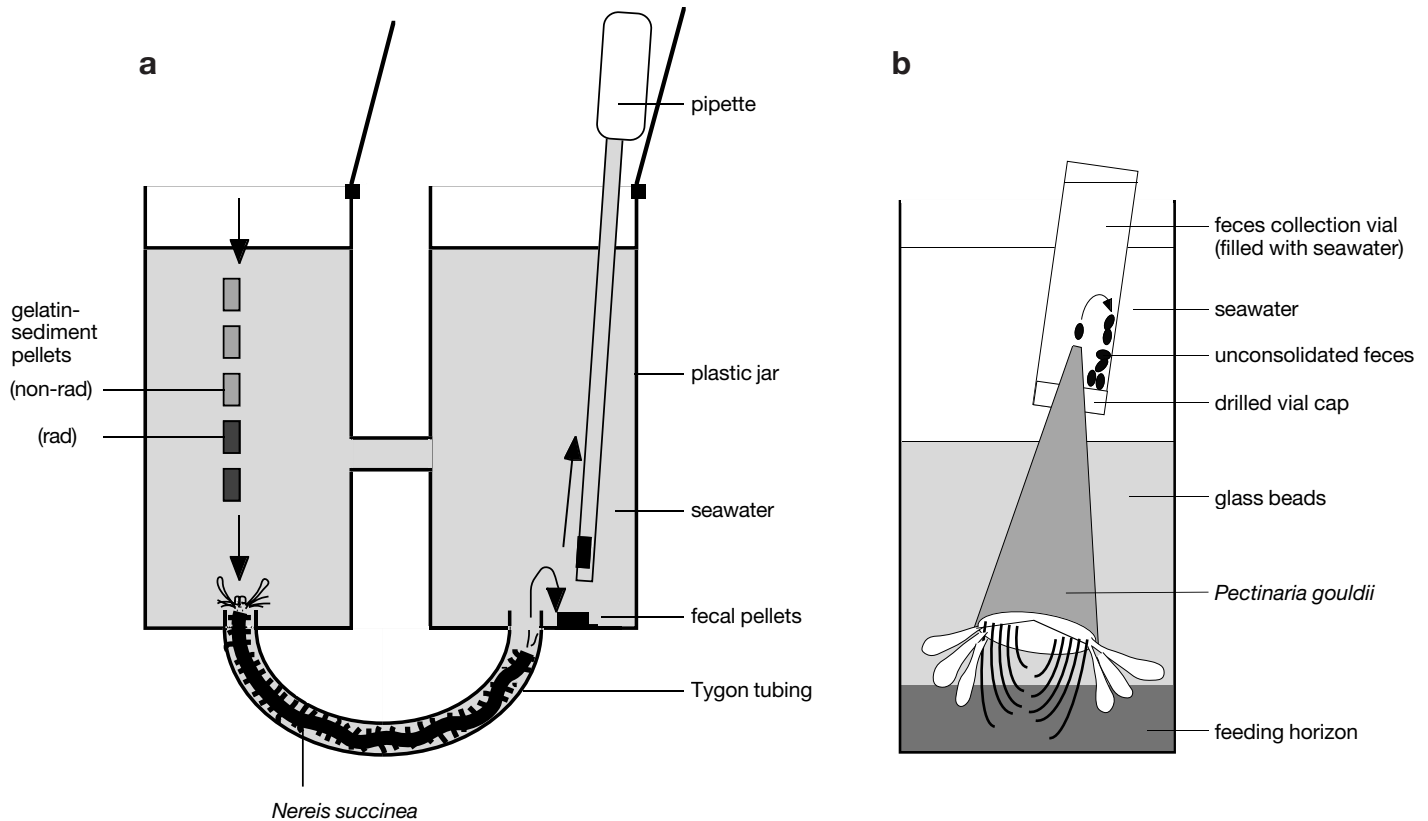 a
pipette
gelatin-
sediment
pellets
(non-rad)
(rad)
plastic jar
seawater
fecal pellets
Tygon tubing
Nereis succinea
b
feces collection vial
(filled with seawater)
seawater
unconsolidated feces
drilled vial cap
glass beads
Pectinaria gouldii
feeding horizon